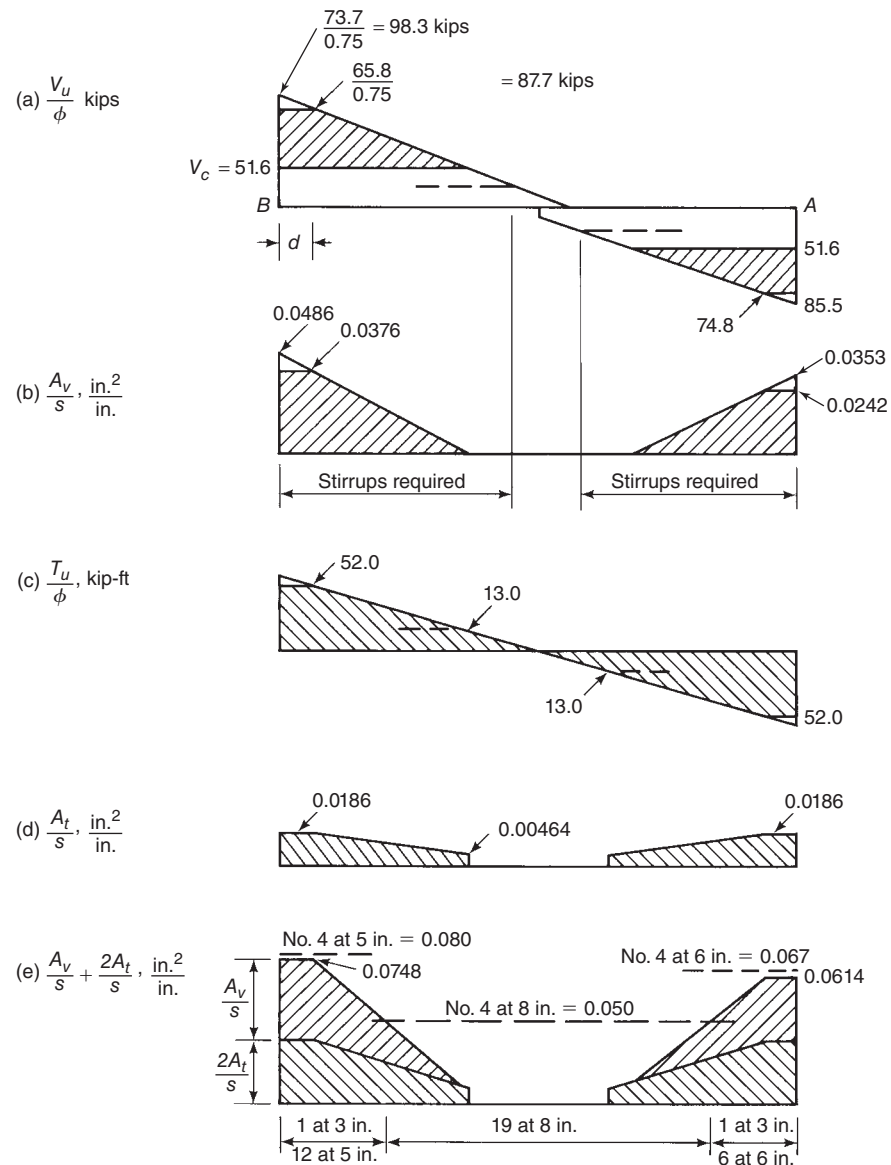 73.7
0.75
= 98.3 kips
(a) Vu/ϕ kips
65.8
0.75
= 87.7 kips
Vc = 51.6
B
A
d
51.6
74.8
85.5
0.0486
0.0376
0.0353
0.0242
(b) Av/s, in.²/in.
Stirrups required
Stirrups required
(c) Tu/ϕ, kip-ft
52.0
13.0
13.0
52.0
(d) At/s, in.²/in.
0.0186
0.00464
0.0186
(e) Av/s + 2At/s, in.²/in.
No. 4 at 5 in. = 0.080
0.0748
No. 4 at 6 in. = 0.067
0.0614
Av/s
No. 4 at 8 in. = 0.050
2At/s
1 at 3 in.
12 at 5 in.
19 at 8 in.
1 at 3 in.
6 at 6 in.